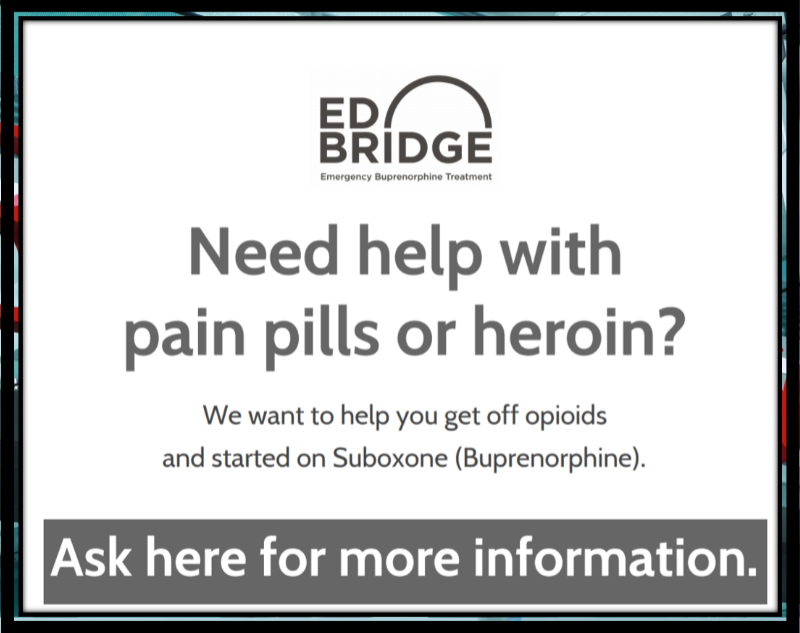 ED
BRIDGE
Emergency Buprenorphine Treatment
Need help with
pain pills or heroin?
We want to help you get off opioids
and started on Suboxone (Buprenorphine).
Ask here for more information.